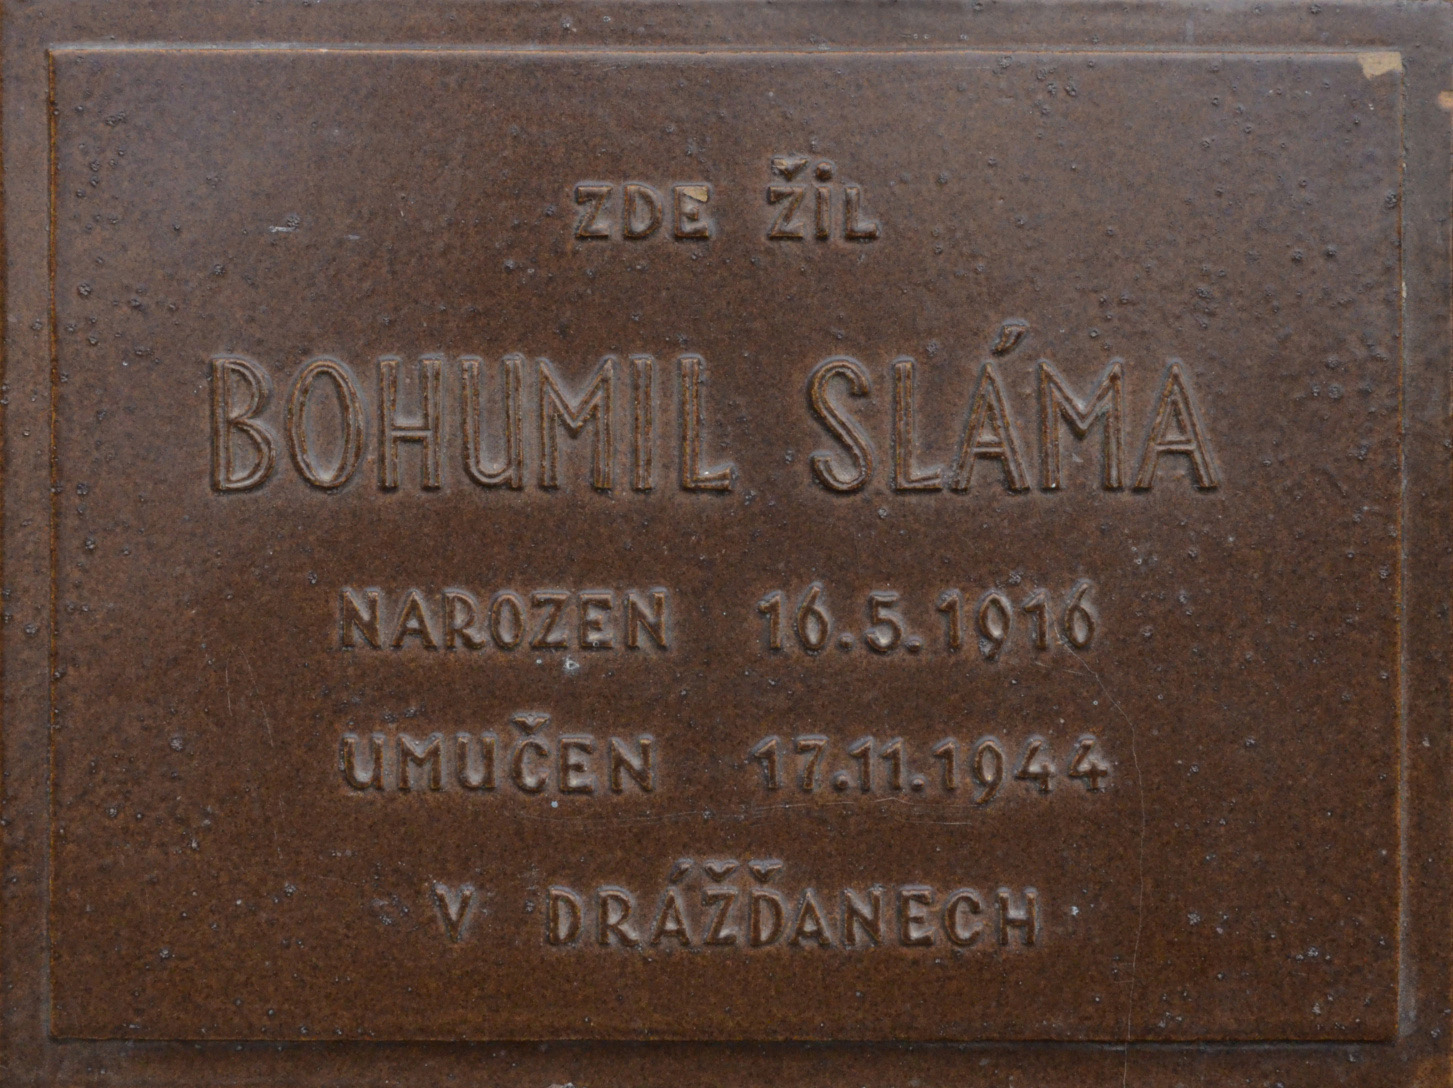 ZDE ŽIL
BOHUMIL SLÁMA
NAROZEN 16.5.1916
UMUČEN 17.11.1944
V DRÁŽĎANECH